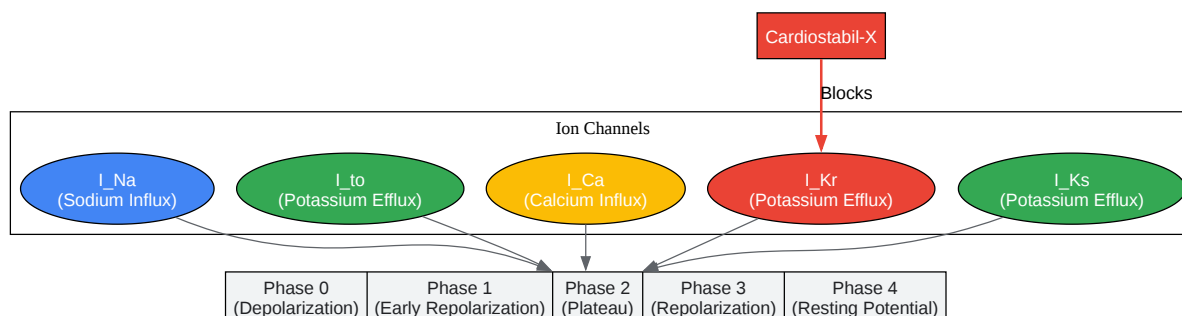 Cardiostabil-X
Blocks
Ion Channels
I_Na
(Sodium Influx)
I_to
(Potassium Efflux)
I_Ca
(Calcium Influx)
I_Kr
(Potassium Efflux)
I_Ks
(Potassium Efflux)
Phase 0
(Depolarization)
Phase 1
(Early Repolarization)
Phase 2
(Plateau)
Phase 3
(Repolarization)
Phase 4
(Resting Potential)